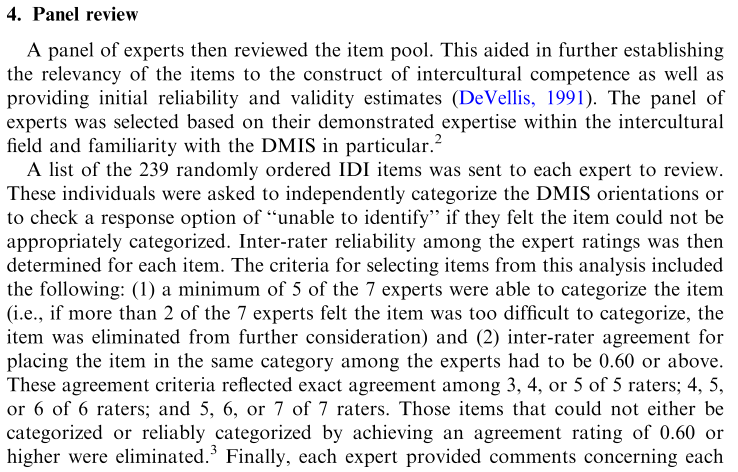 4. Panel review
A panel of experts then reviewed the item pool. This aided in further establishing
the relevancy of the items to the construct of intercultural competence as well as
providing initial reliability and validity estimates (DeVellis, 1991). The panel of
experts was selected based on their demonstrated expertise within the intercultural
field and familiarity with the DMIS in particular.²
A list of the 239 randomly ordered IDI items was sent to each expert to review.
These individuals were asked to independently categorize the DMIS orientations or
to check a response option of ‘‘unable to identify’’ if they felt the item could not be
appropriately categorized. Inter-rater reliability among the expert ratings was then
determined for each item. The criteria for selecting items from this analysis included
the following: (1) a minimum of 5 of the 7 experts were able to categorize the item
(i.e., if more than 2 of the 7 experts felt the item was too difficult to categorize, the
item was eliminated from further consideration) and (2) inter-rater agreement for
placing the item in the same category among the experts had to be 0.60 or above.
These agreement criteria reflected exact agreement among 3, 4, or 5 of 5 raters; 4, 5,
or 6 of 6 raters; and 5, 6, or 7 of 7 raters. Those items that could not either be
categorized or reliably categorized by achieving an agreement rating of 0.60 or
higher were eliminated.³ Finally, each expert provided comments concerning each